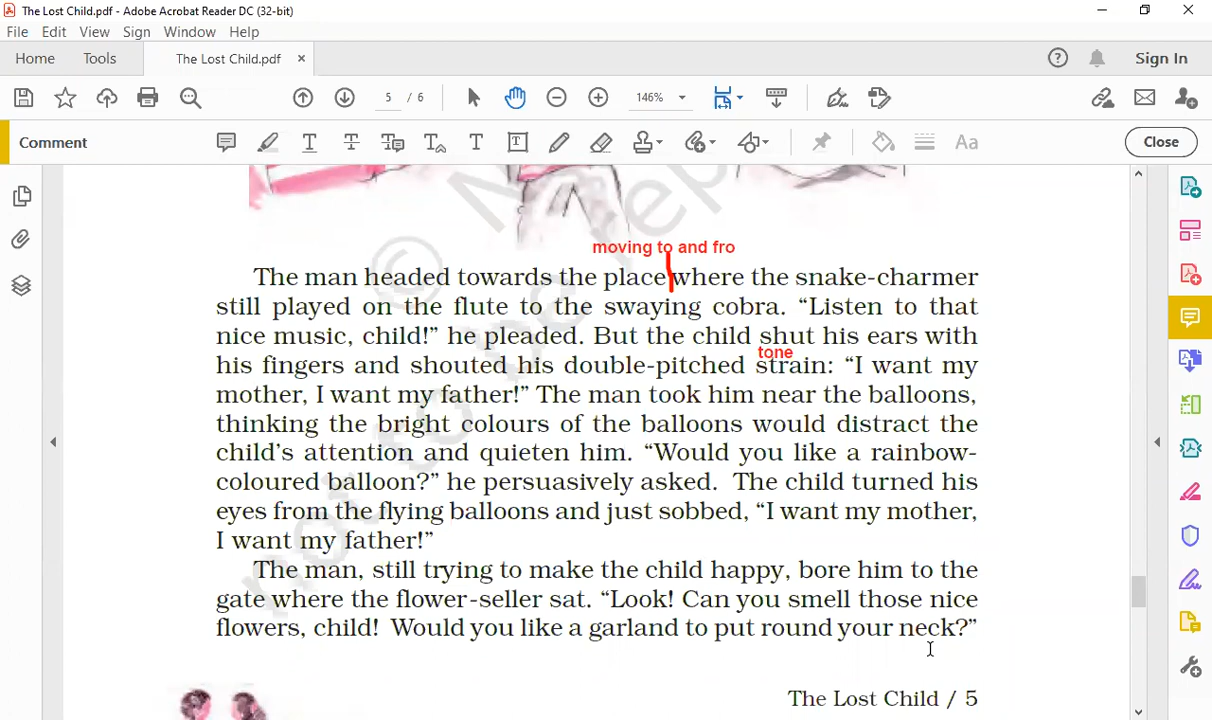 The Lost Child.pdf - Adobe Acrobat Reader DC (32-bit)
File Edit View Sign Window Help
Home Tools The Lost Child.pdf × Sign In
5 / 6 146%
Comment Close
© N
not to be rep
moving to and fro
The man headed towards the place where the snake-charmer
still played on the flute to the swaying cobra. “Listen to that
nice music, child!” he pleaded. But the child shut his ears with
tone
his fingers and shouted his double-pitched strain: “I want my
mother, I want my father!” The man took him near the balloons,
thinking the bright colours of the balloons would distract the
child’s attention and quieten him. “Would you like a rainbow-
coloured balloon?” he persuasively asked. The child turned his
eyes from the flying balloons and just sobbed, “I want my mother,
I want my father!”
The man, still trying to make the child happy, bore him to the
gate where the flower-seller sat. “Look! Can you smell those nice
flowers, child! Would you like a garland to put round your neck?”
The Lost Child / 5